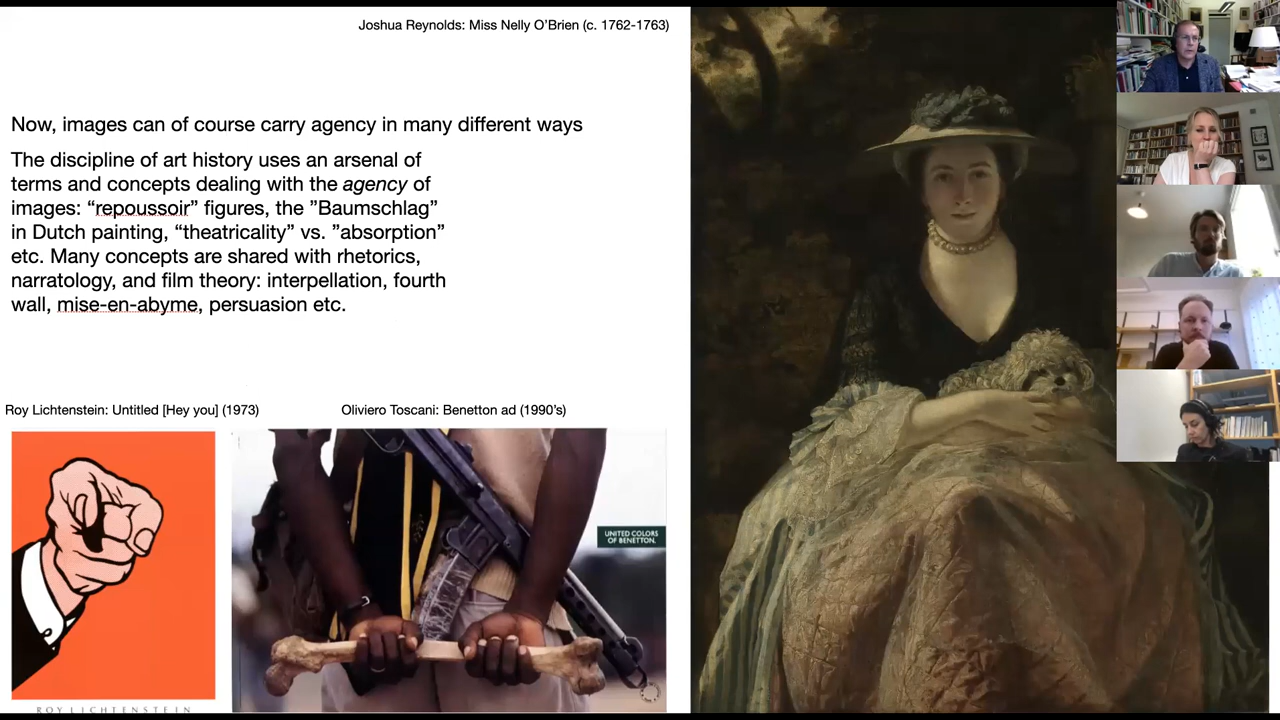 Joshua Reynolds: Miss Nelly O'Brien (c. 1762-1763)
Now, images can of course carry agency in many different ways
The discipline of art history uses an arsenal of
terms and concepts dealing with the agency of
images: “repoussoir” figures, the ”Baumschlag”
in Dutch painting, “theatricality” vs. ”absorption”
etc. Many concepts are shared with rhetorics,
narratology, and film theory: interpellation, fourth
wall, mise-en-abyme, persuasion etc.
Roy Lichtenstein: Untitled [Hey you] (1973)
Oliviero Toscani: Benetton ad (1990’s)
UNITED COLORS
OF BENETTON.
ROY LICHTENSTEIN